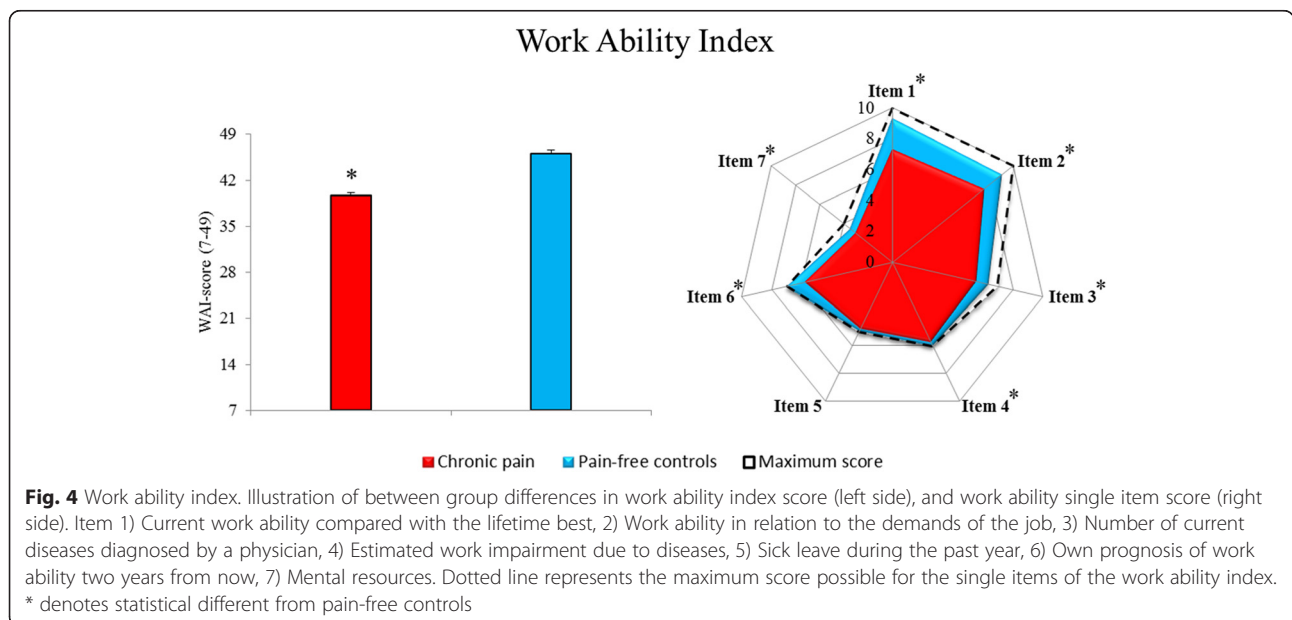 Work Ability Index
49
42
35
28
21
14
7
WAI-score (7-49)
*
Item 1*
10
8
6
4
2
0
Item 2*
Item 3*
Item 4*
Item 5
Item 6*
Item 7*
Chronic pain Pain-free controls Maximum score
Fig. 4 Work ability index. Illustration of between group differences in work ability index score (left side), and work ability single item score (right
side). Item 1) Current work ability compared with the lifetime best, 2) Work ability in relation to the demands of the job, 3) Number of current
diseases diagnosed by a physician, 4) Estimated work impairment due to diseases, 5) Sick leave during the past year, 6) Own prognosis of work
ability two years from now, 7) Mental resources. Dotted line represents the maximum score possible for the single items of the work ability index.
* denotes statistical different from pain-free controls